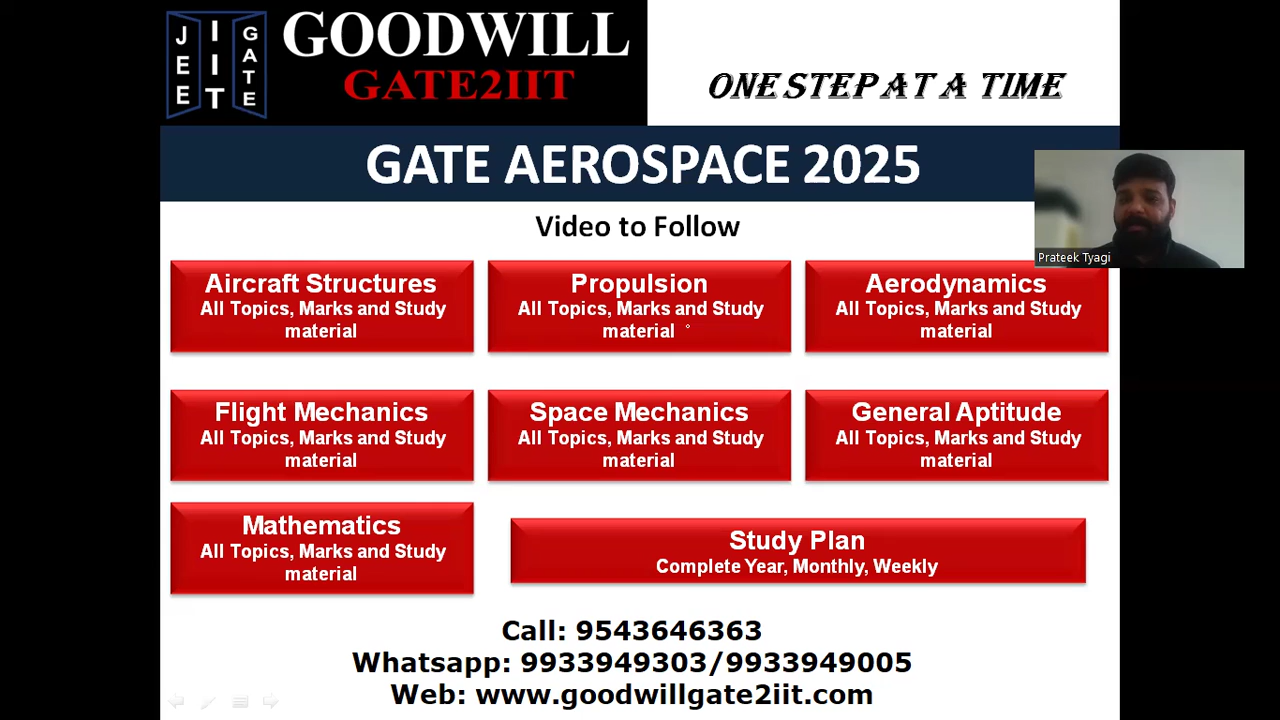 JEE IIT GATE
GOODWILL
GATE2IIT
ONE STEP AT A TIME
GATE AEROSPACE 2025
Prateek Tyagi
Video to Follow
Aircraft Structures
All Topics, Marks and Study
material
Propulsion
All Topics, Marks and Study
material
Aerodynamics
All Topics, Marks and Study
material
Flight Mechanics
All Topics, Marks and Study
material
Space Mechanics
All Topics, Marks and Study
material
General Aptitude
All Topics, Marks and Study
material
Mathematics
All Topics, Marks and Study
material
Study Plan
Complete Year, Monthly, Weekly
Call: 9543646363
Whatsapp: 9933949303/9933949005
Web: www.goodwillgate2iit.com